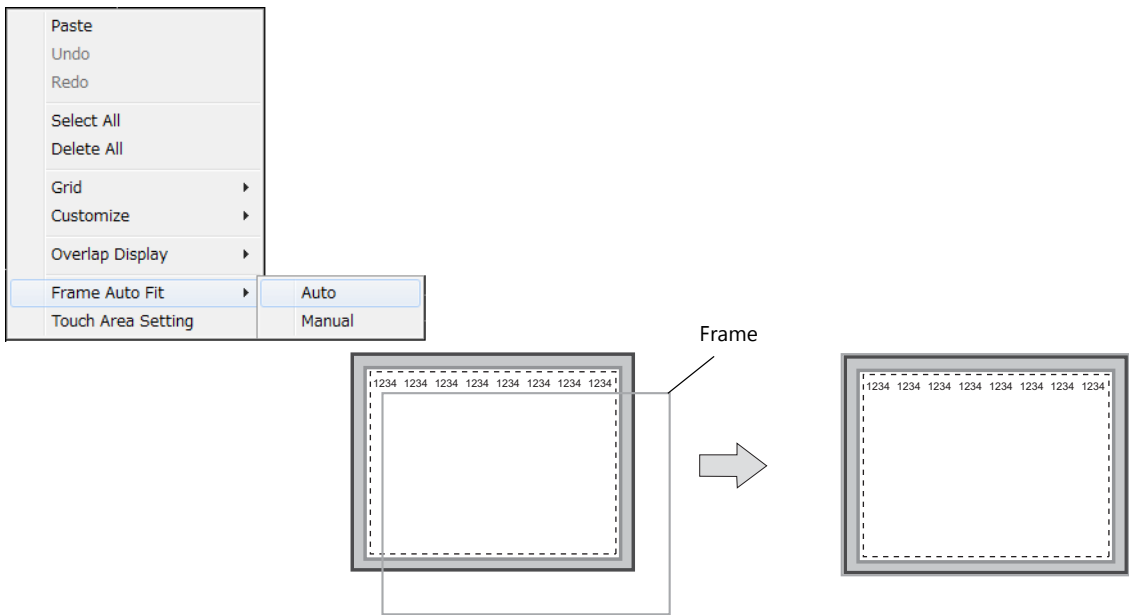 Paste
Undo
Redo
Select All
Delete All
Grid
Customize
Overlap Display
Frame Auto Fit
Auto
Touch Area Setting
Manual
Frame
1234 1234 1234 1234 1234 1234 1234 1234
1234 1234 1234 1234 1234 1234 1234 1234